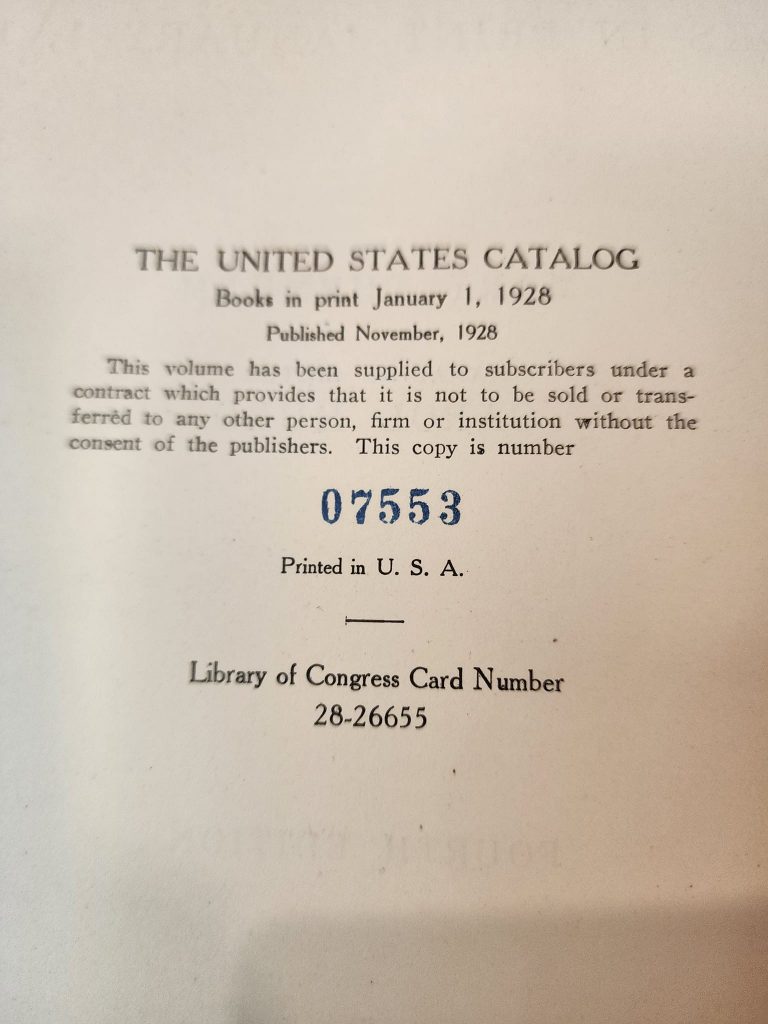 THE UNITED STATES CATALOG
Books in print January 1, 1928
Published November, 1928
This volume has been supplied to subscribers under a
contract which provides that it is not to be sold or trans-
ferred to any other person, firm or institution without the
consent of the publishers. This copy is number
07553
Printed in U. S. A.
Library of Congress Card Number
28-26655